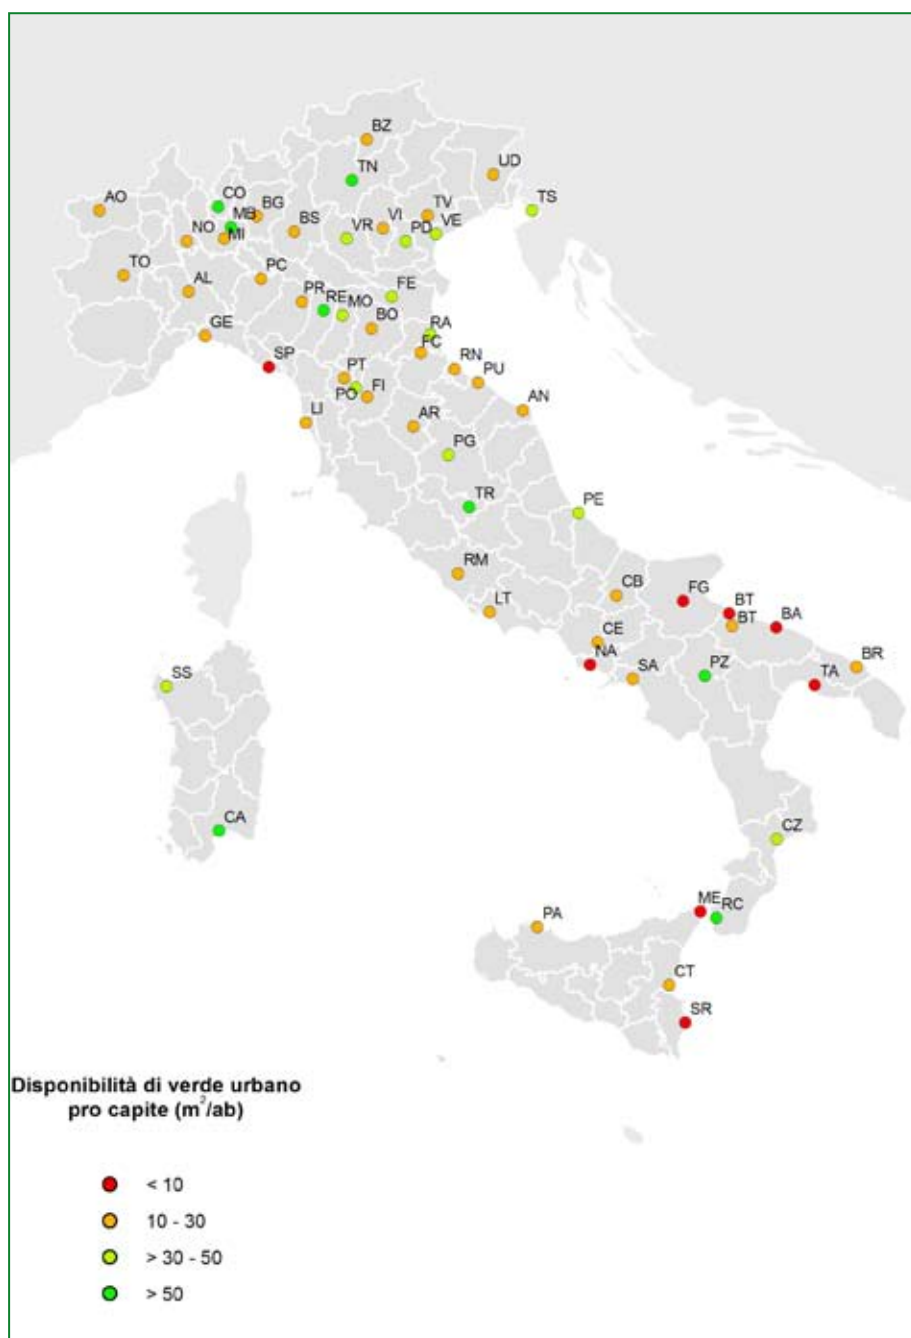 BZ
UD
TN
AO
CO
BG
TV
TS
MB
BS
VI
VE
NO
MI
VR
PD
TO
PC
AL
FE
PR
RE
MO
BO
RA
GE
FC
SP
PT
RN
PU
PO
FI
LI
AR
AN
PG
TR
PE
RM
CB
FG
LT
BT
BT
BA
CE
NA
SA
PZ
BR
TA
SS
CA
CZ
ME
RC
PA
CT
SR
Disponibilità di verde urbano
pro capite (m²/ab)
< 10
10 - 30
> 30 - 50
> 50